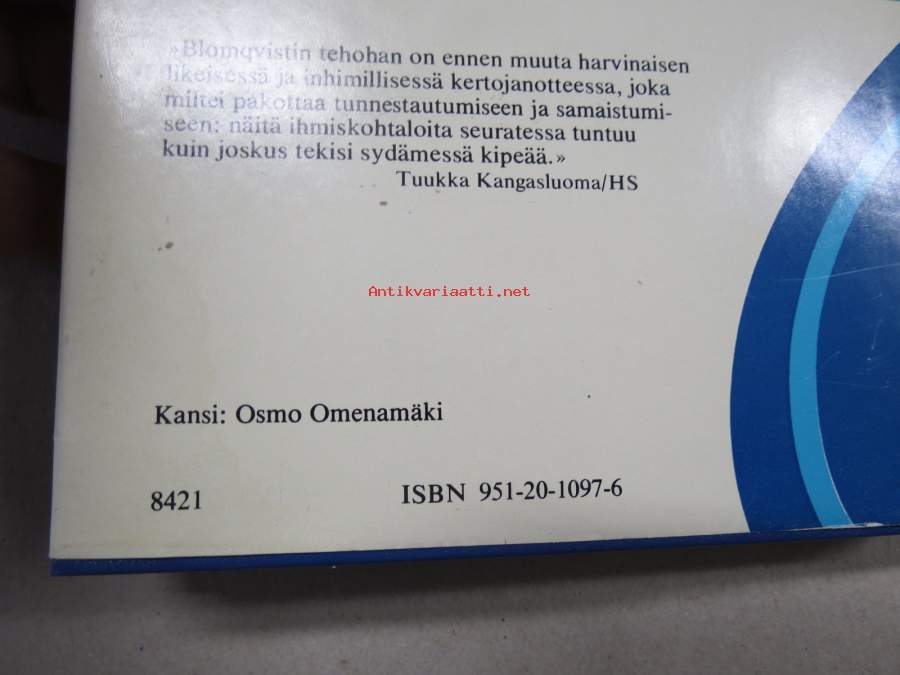 »Blomqvistin tehohan on ennen muuta harvinaisen
likeisessä ja inhimillisessä kertojanotteessa, joka
miltei pakottaa tunnestautumiseen ja samaistumi-
seen: näitä ihmiskohtaloita seuratessa tuntuu
kuin joskus tekisi sydämessä kipeää.»
Tuukka Kangasluoma/HS
Antikvariaatti.net
Kansi: Osmo Omenamäki
8421
ISBN 951-20-1097-6